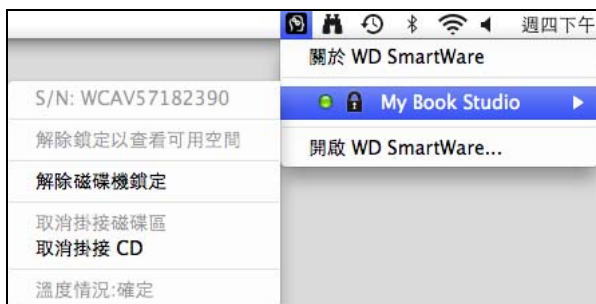 週四下午
關於 WD SmartWare
My Book Studio
開啟 WD SmartWare...
S/N: WCAV57182390
解除鎖定以查看可用空間
解除磁碟機鎖定
取消掛接磁碟區
取消掛接 CD
溫度情況:確定